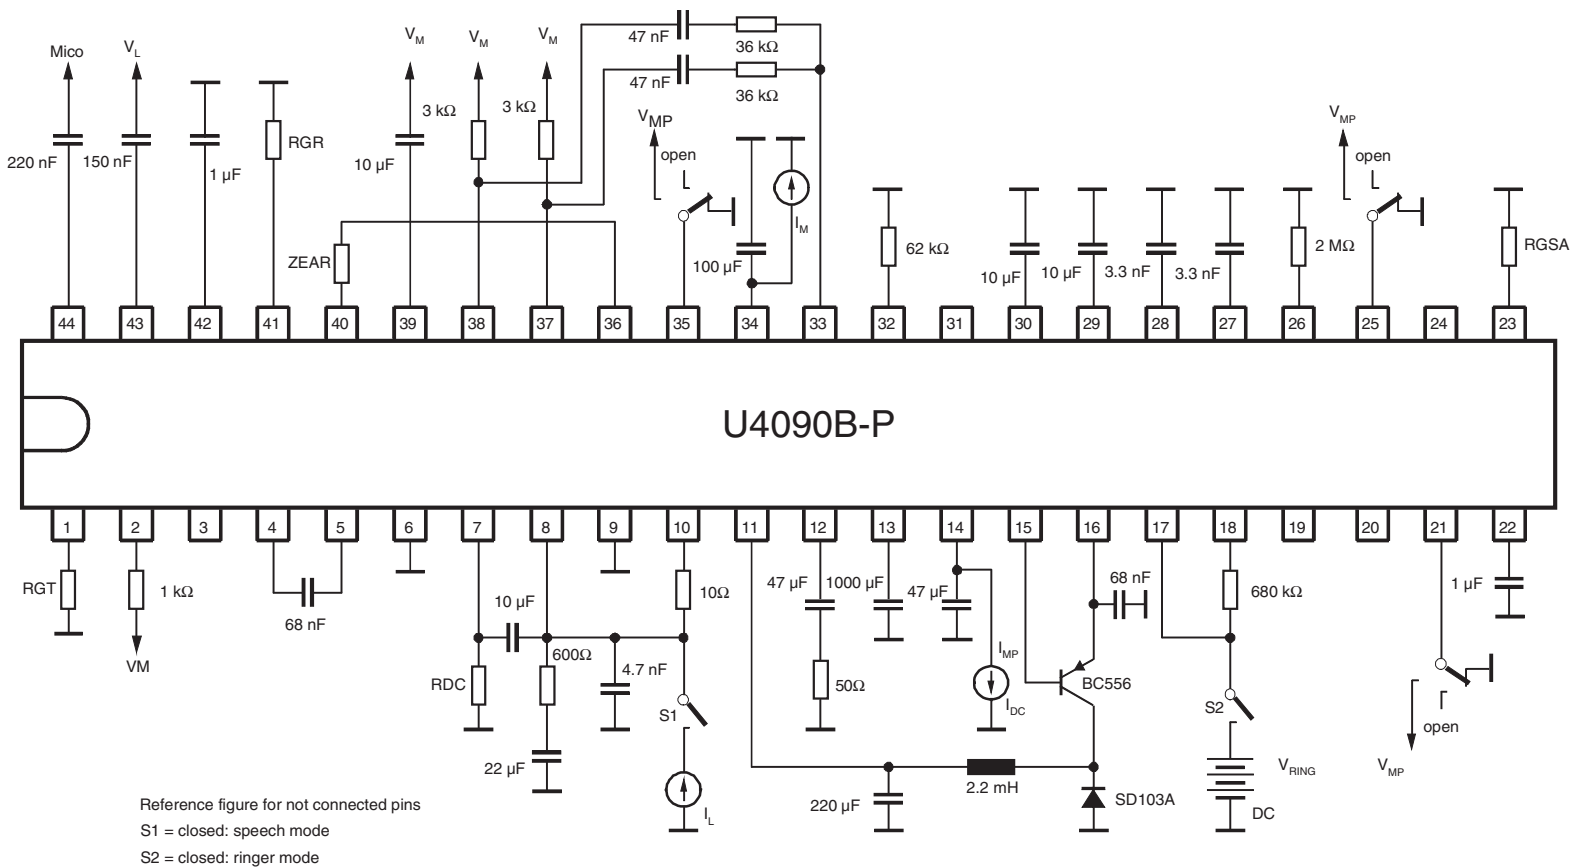 47 nF
36 kΩ
47 nF
36 kΩ
Mico
VL
VM
VM
VM
3 kΩ
3 kΩ
VMP
open
VMP
open
220 nF
150 nF
1 µF
RGR
10 µF
IM
ZEAR
100 µF
62 kΩ
10 µF
10 µF
3.3 nF
3.3 nF
2 MΩ
RGSA
44 43 42 41 40 39 38 37 36 35 34 33 32 31 30 29 28 27 26 25 24 23
U4090B-P
1 2 3 4 5 6 7 8 9 10 11 12 13 14 15 16 17 18 19 20 21 22
RGT
1 kΩ
68 nF
VM
10 µF
RDC
600Ω
4.7 nF
22 µF
10Ω
S1
IL
47 µF
1000 µF
47 µF
50Ω
IMP
IDC
68 nF
BC556
680 kΩ
S2
1 µF
open
VMP
VRING
DC
220 µF
2.2 mH
SD103A
Reference figure for not connected pins
S1 = closed: speech mode
S2 = closed: ringer mode